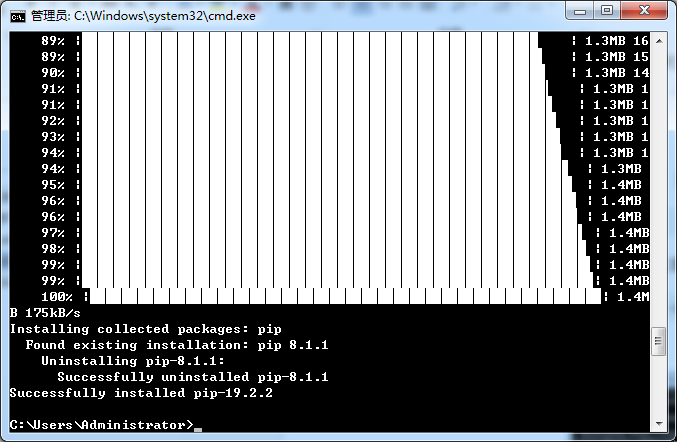 管理员: C:\Windows\system32\cmd.exe
89% | | 1.3MB 16
89% | | 1.3MB 15
90% | | 1.3MB 14
91% | | 1.3MB 1
91% | | 1.3MB 1
92% | | 1.3MB 1
93% | | 1.3MB 1
94% | | 1.3MB 1
94% | | 1.3MB
95% | | 1.4MB
96% | | 1.4MB
96% | | 1.4MB
97% | | 1.4MB
98% | | 1.4MB
99% | | 1.4MB
99% | | 1.4MB
100% | | 1.4M
B 175kB/s
Installing collected packages: pip
Found existing installation: pip 8.1.1
Uninstalling pip-8.1.1:
Successfully uninstalled pip-8.1.1
Successfully installed pip-19.2.2
C:\Users\Administrator>_